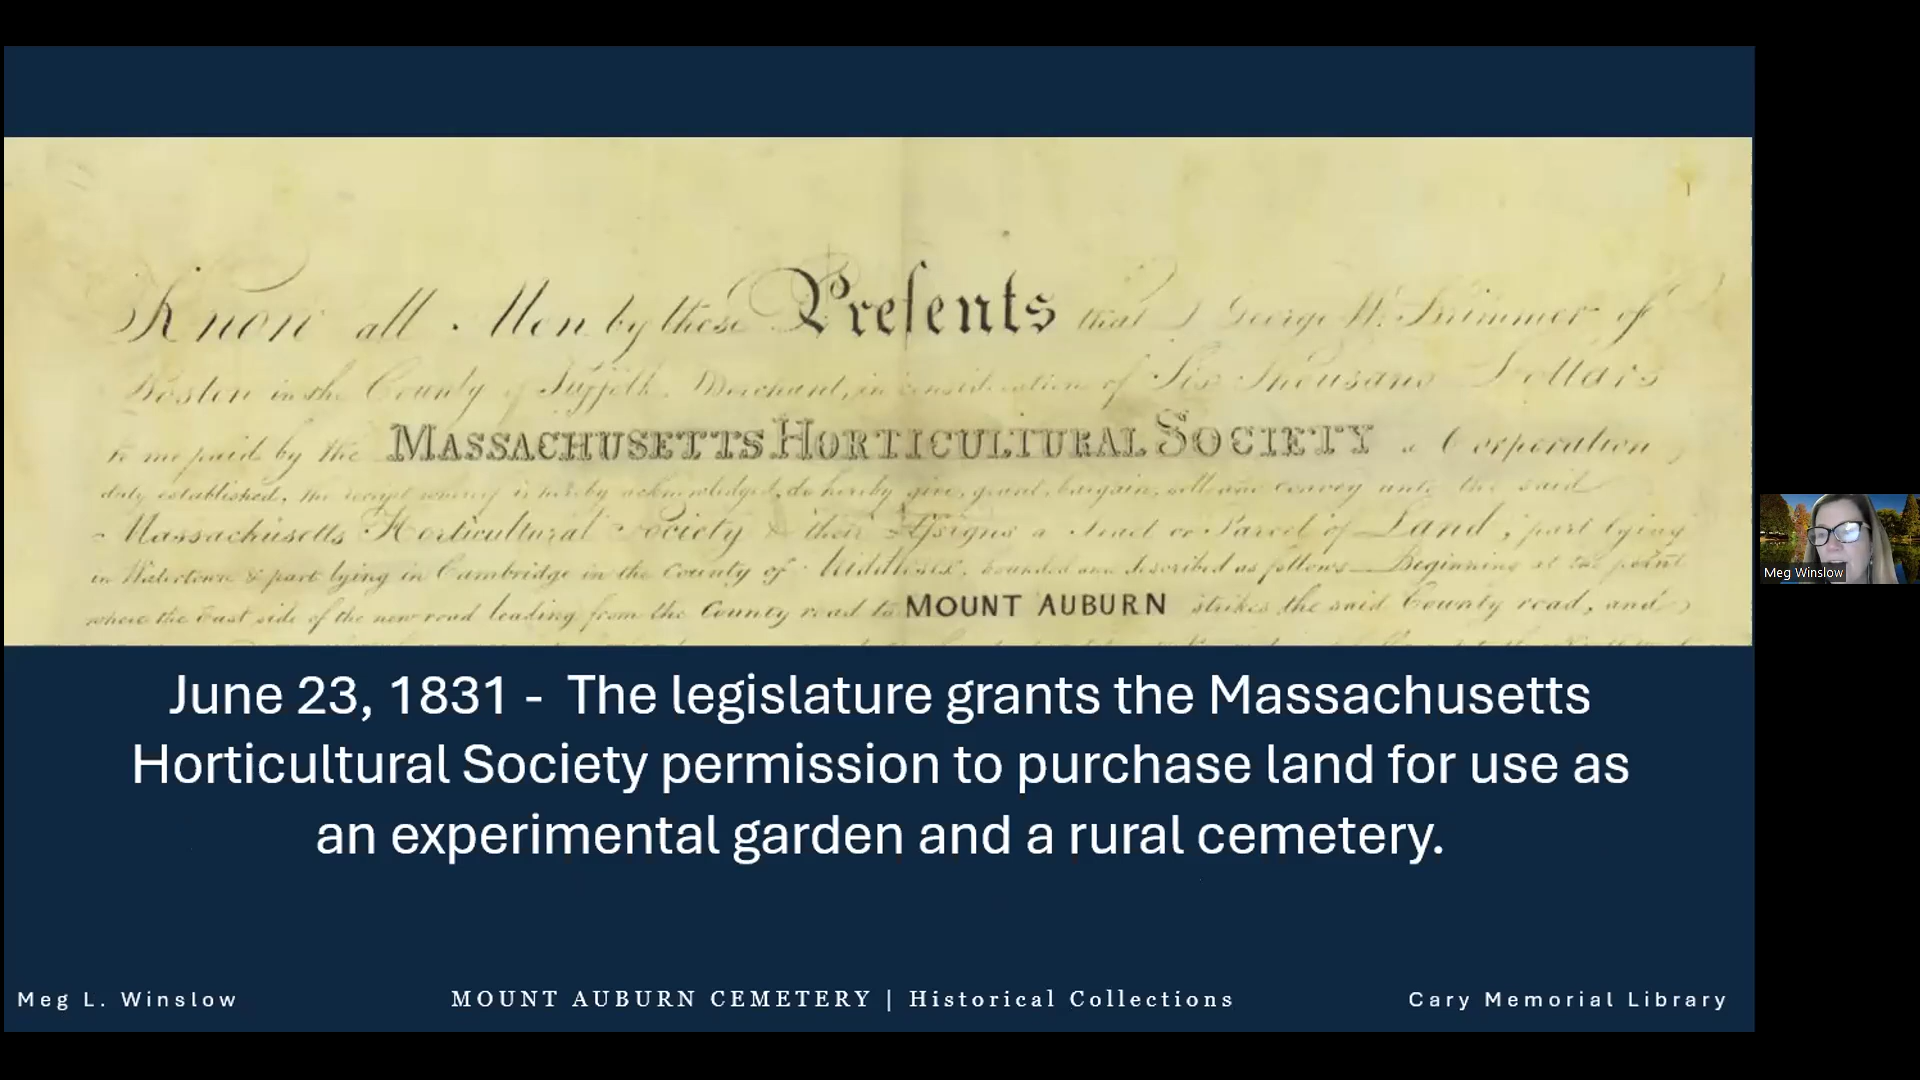 Know all Men by these Presents that I George W. Brimmer of
Boston in the County of Suffolk, Merchant, in consideration of Six Thousand Dollars
to me paid by the MASSACHUSETTS HORTICULTURAL SOCIETY a Corporation
duly established, the receipt whereof is hereby acknowledged, do hereby give, grant, bargain, sell and convey unto the said
Massachusetts Horticultural Society & their Assigns a Tract or Parcel of Land, part lying
in Watertown & part lying in Cambridge in the County of Middlesex, bounded and described as follows Beginning at the point
where the East side of the new road leading from the County road to MOUNT AUBURN strikes the said County road, and
June 23, 1831 - The legislature grants the Massachusetts
Horticultural Society permission to purchase land for use as
an experimental garden and a rural cemetery.
Meg L. Winslow MOUNT AUBURN CEMETERY | Historical Collections Cary Memorial Library
Meg Winslow